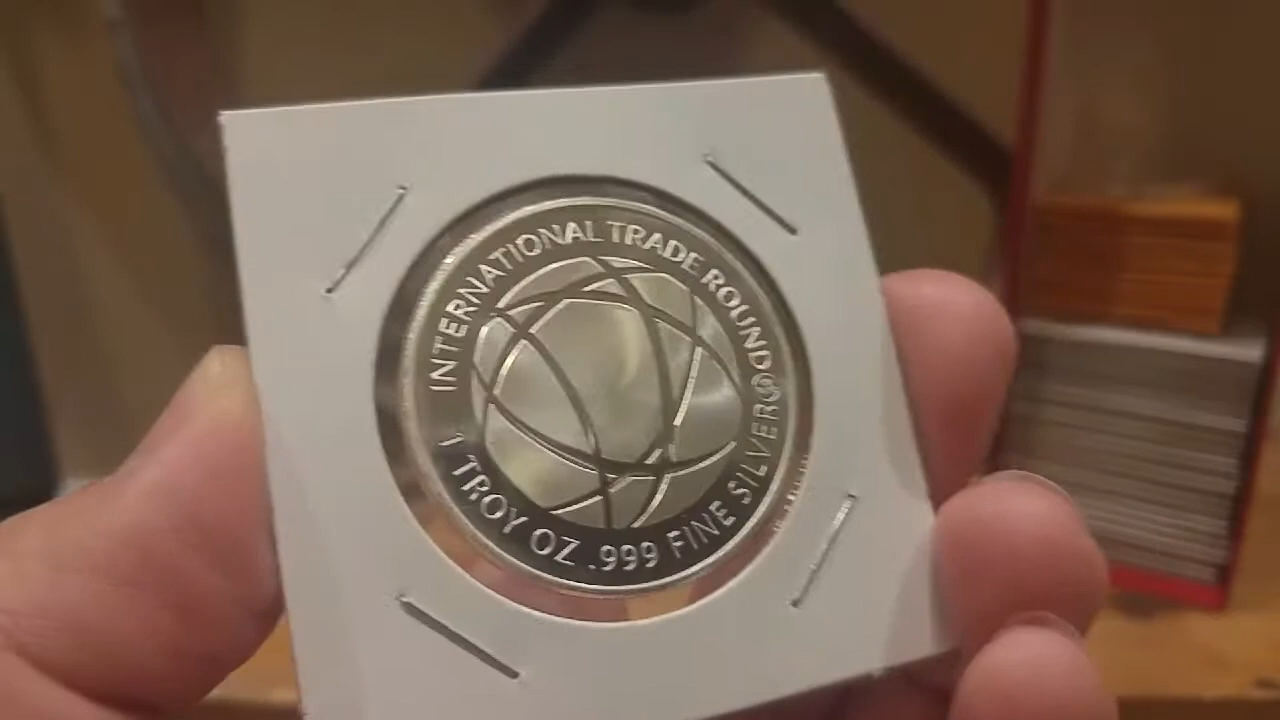 INTERNATIONAL TRADE ROUND
1 TROY OZ .999 FINE SILVER